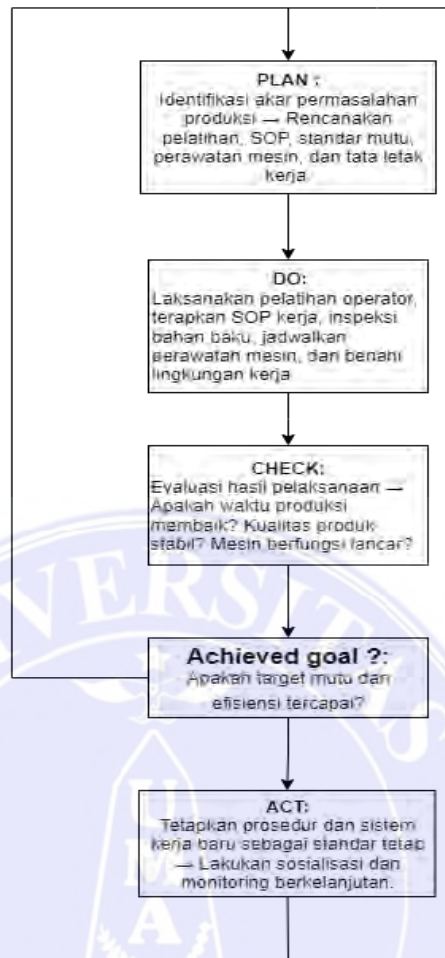 PLAN :
Identifikasi akar permasalahan
produksi → Rencanakan
pelatihan, SOP, standar mutu,
perawatan mesin, dan tata letak
kerja
DO:
Laksanakan pelatihan operator,
terapkan SOP kerja, inspeksi
bahan baku, jadwalkan
perawatan mesin, dan benahi
lingkungan kerja
CHECK:
Evaluasi hasil pelaksanaan →
Apakah waktu produksi
membaik? Kualitas produk
stabil? Mesin berfungsi lancar?
Achieved goal ?:
Apakah target mutu dan
efisiensi tercapai?
ACT:
Tetapkan prosedur dan sistem
kerja baru sebagai standar tetap
→ Lakukan sosialisasi dan
monitoring berkelanjutan.
VERSITAS
UMA